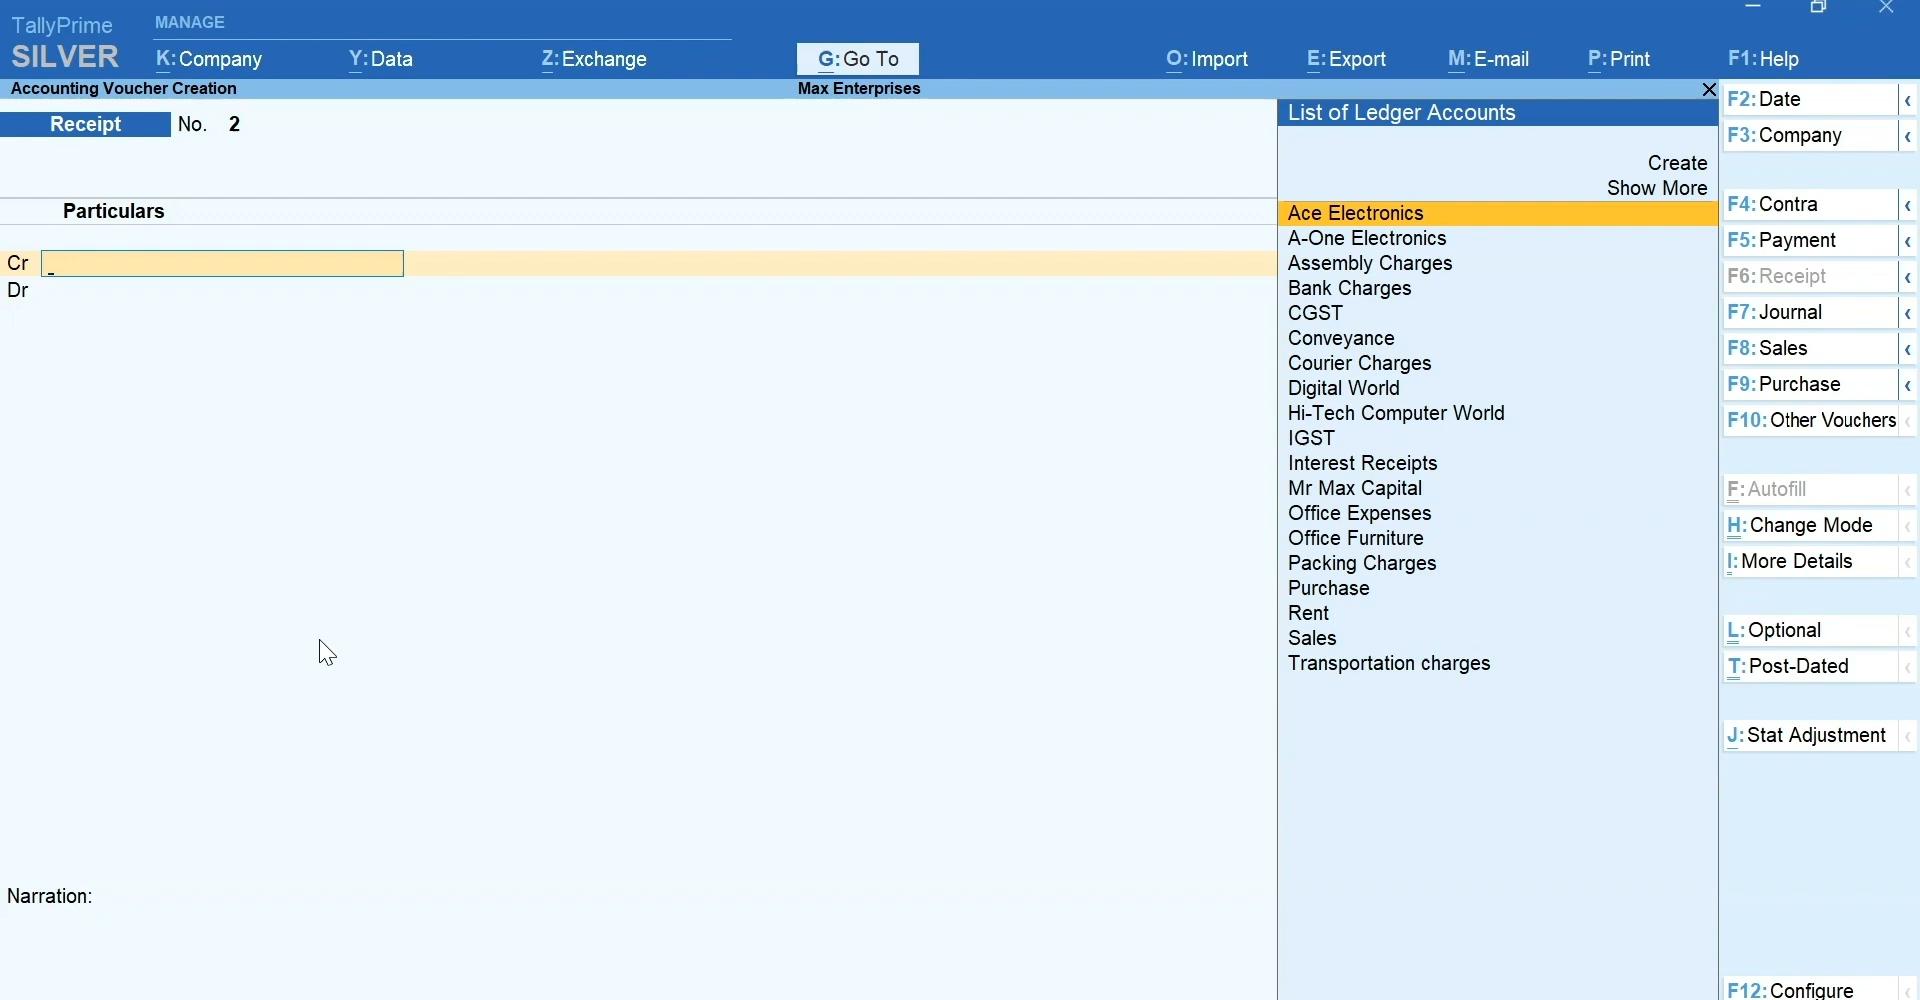 TallyPrime
SILVER
MANAGE
K: Company
Y: Data
Z: Exchange
G: Go To
O: Import
E: Export
M: E-mail
P: Print
F1: Help
Accounting Voucher Creation
Max Enterprises
Receipt No. 2
Particulars
Cr
Dr
Narration:
List of Ledger Accounts
Create
Show More
Ace Electronics
A-One Electronics
Assembly Charges
Bank Charges
CGST
Conveyance
Courier Charges
Digital World
Hi-Tech Computer World
IGST
Interest Receipts
Mr Max Capital
Office Expenses
Office Furniture
Packing Charges
Purchase
Rent
Sales
Transportation charges
F2: Date
F3: Company
F4: Contra
F5: Payment
F6: Receipt
F7: Journal
F8: Sales
F9: Purchase
F10: Other Vouchers
F: Autofill
H: Change Mode
I: More Details
L: Optional
T: Post-Dated
J: Stat Adjustment
F12: Configure